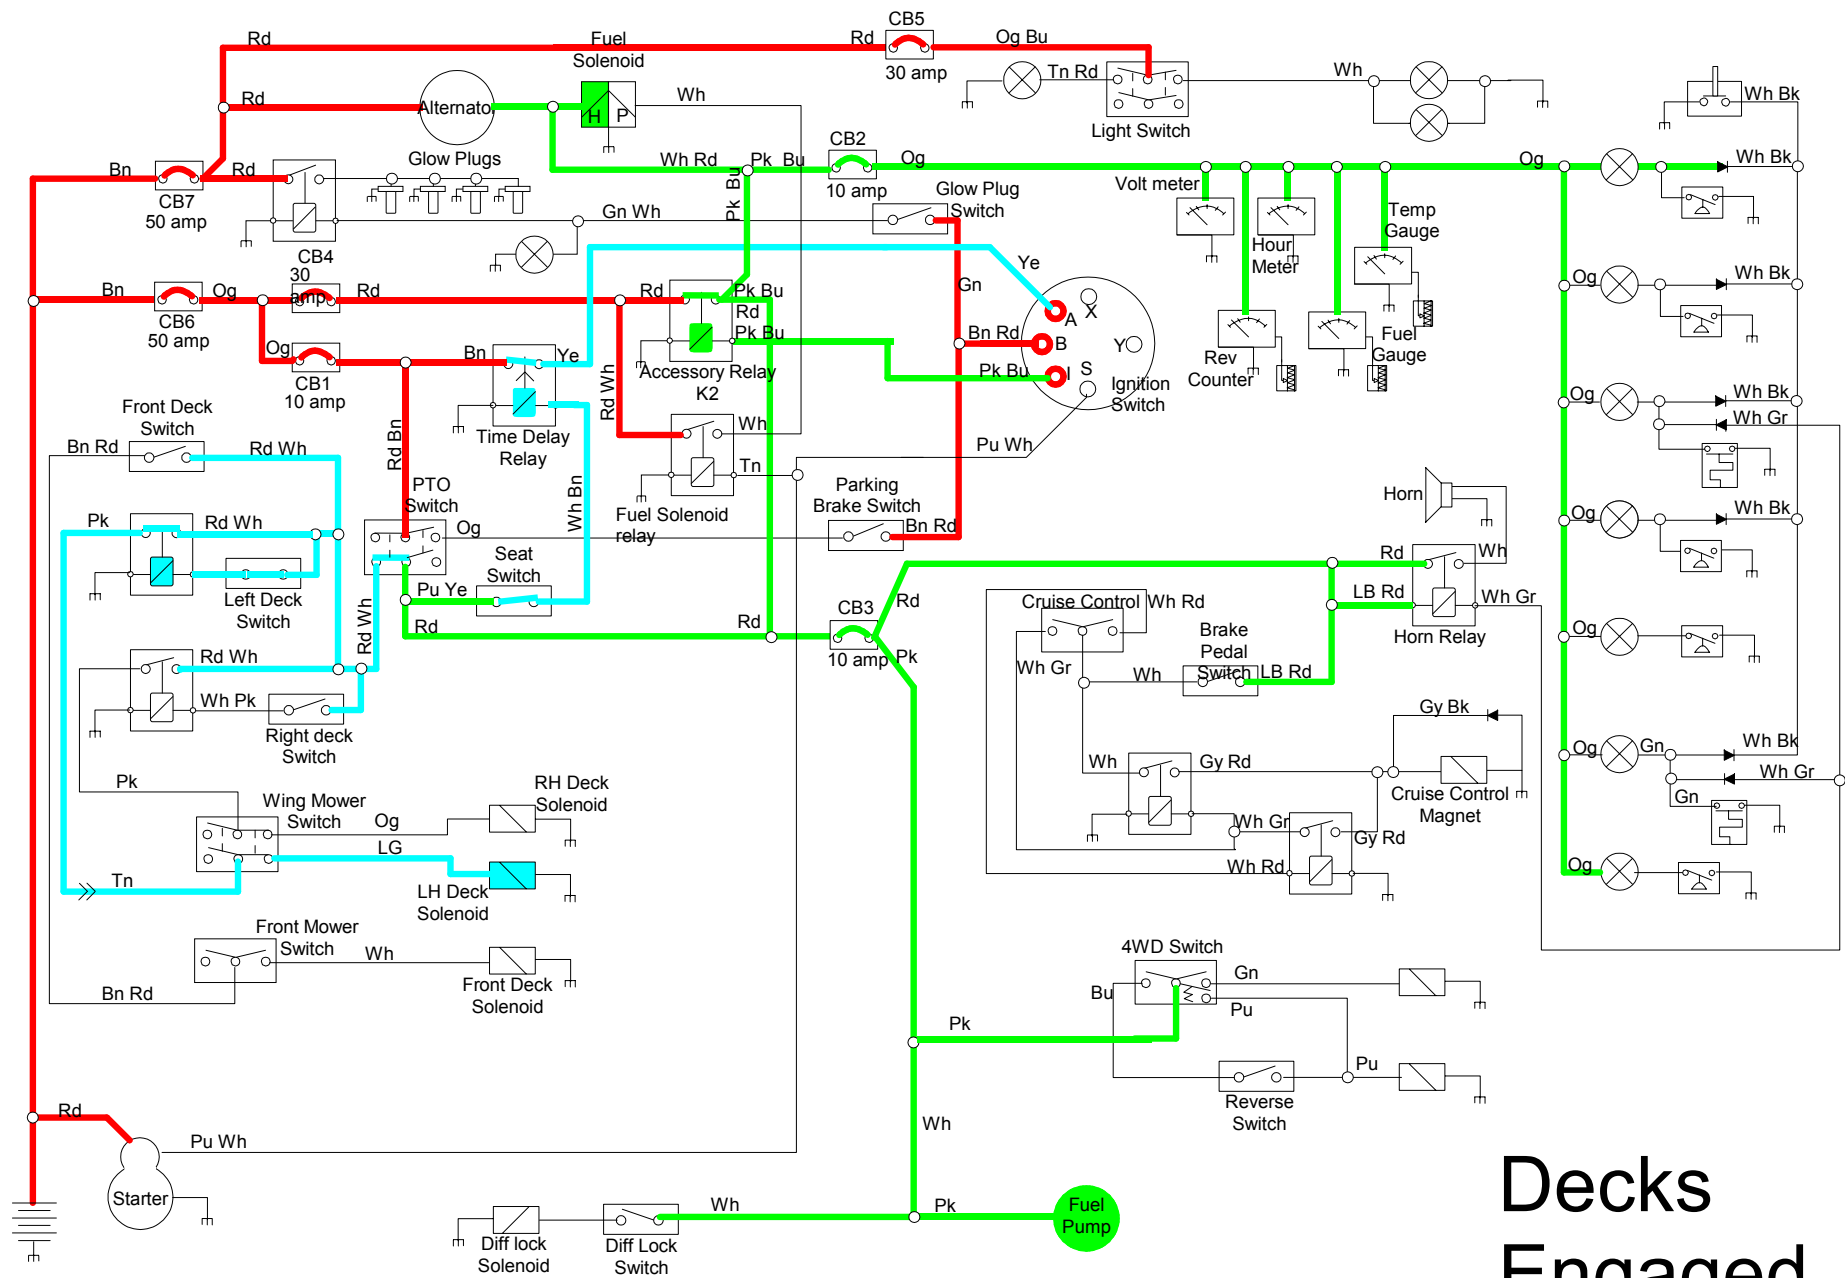 CB5
Rd
Fuel
Solenoid
Rd
Og Bu
30 amp
Tn Rd
Wh
Light Switch
Wh Bk
Rd
Alternato
H
P
Wh
Glow Plugs
Wh Rd
Pk Bu
Pk Bu
CB2
10 amp
Og
Og
Wh Bk
Volt meter
Hour
Meter
Temp
Gauge
Bn
Rd
CB7
50 amp
CB4
30
amp
Gn Wh
Glow Plug
Switch
Gn
Ye
Bn
Og
Rd
CB6
50 amp
Og
CB1
10 amp
Bn
Ye
Time Delay
Relay
Rd
Pk Bu
Rd
Pk Bu
Accessory Relay
K2
Rd Wh
Wh
Tn
Fuel Solenoid
relay
Bn Rd
Pk Bu
A
X
B
Y
I
S
Ignition
Switch
Pu Wh
Rev
Counter
Fuel
Gauge
Og
Wh Bk
Og
Wh Bk
Wh Gr
Og
Wh Bk
Og
Og
Gn
Wh Bk
Wh Gr
Gn
Og
Front Deck
Switch
Bn Rd
Rd Wh
Rd Bn
Wh Bn
PTO
Switch
Og
Parking
Brake Switch
Bn Rd
Pk
Rd Wh
Left Deck
Switch
Seat
Switch
Pu Ye
Rd
Rd
Rd Wh
CB3
10 amp
Rd
Pk
Horn
Rd
Wh
LB Rd
Wh Gr
Horn Relay
Cruise Control
Wh Rd
Wh Gr
Brake
Pedal
Switch
Wh
LB Rd
Rd Wh
Wh Pk
Right deck
Switch
Pk
Wing Mower
Switch
Og
RH Deck
Solenoid
LG
LH Deck
Solenoid
Tn
Wh
Gy Rd
Gy Bk
Cruise Control
Magnet
Wh Gr
Gy Rd
Wh Rd
Front Mower
Switch
Wh
Front Deck
Solenoid
Bn Rd
4WD Switch
Gn
Bu
Pu
Pk
Pu
Reverse
Switch
Rd
Pu Wh
Starter
Wh
Wh
Pk
Fuel
Pump
Diff lock
Solenoid
Diff Lock
Switch
Decks
Engaged